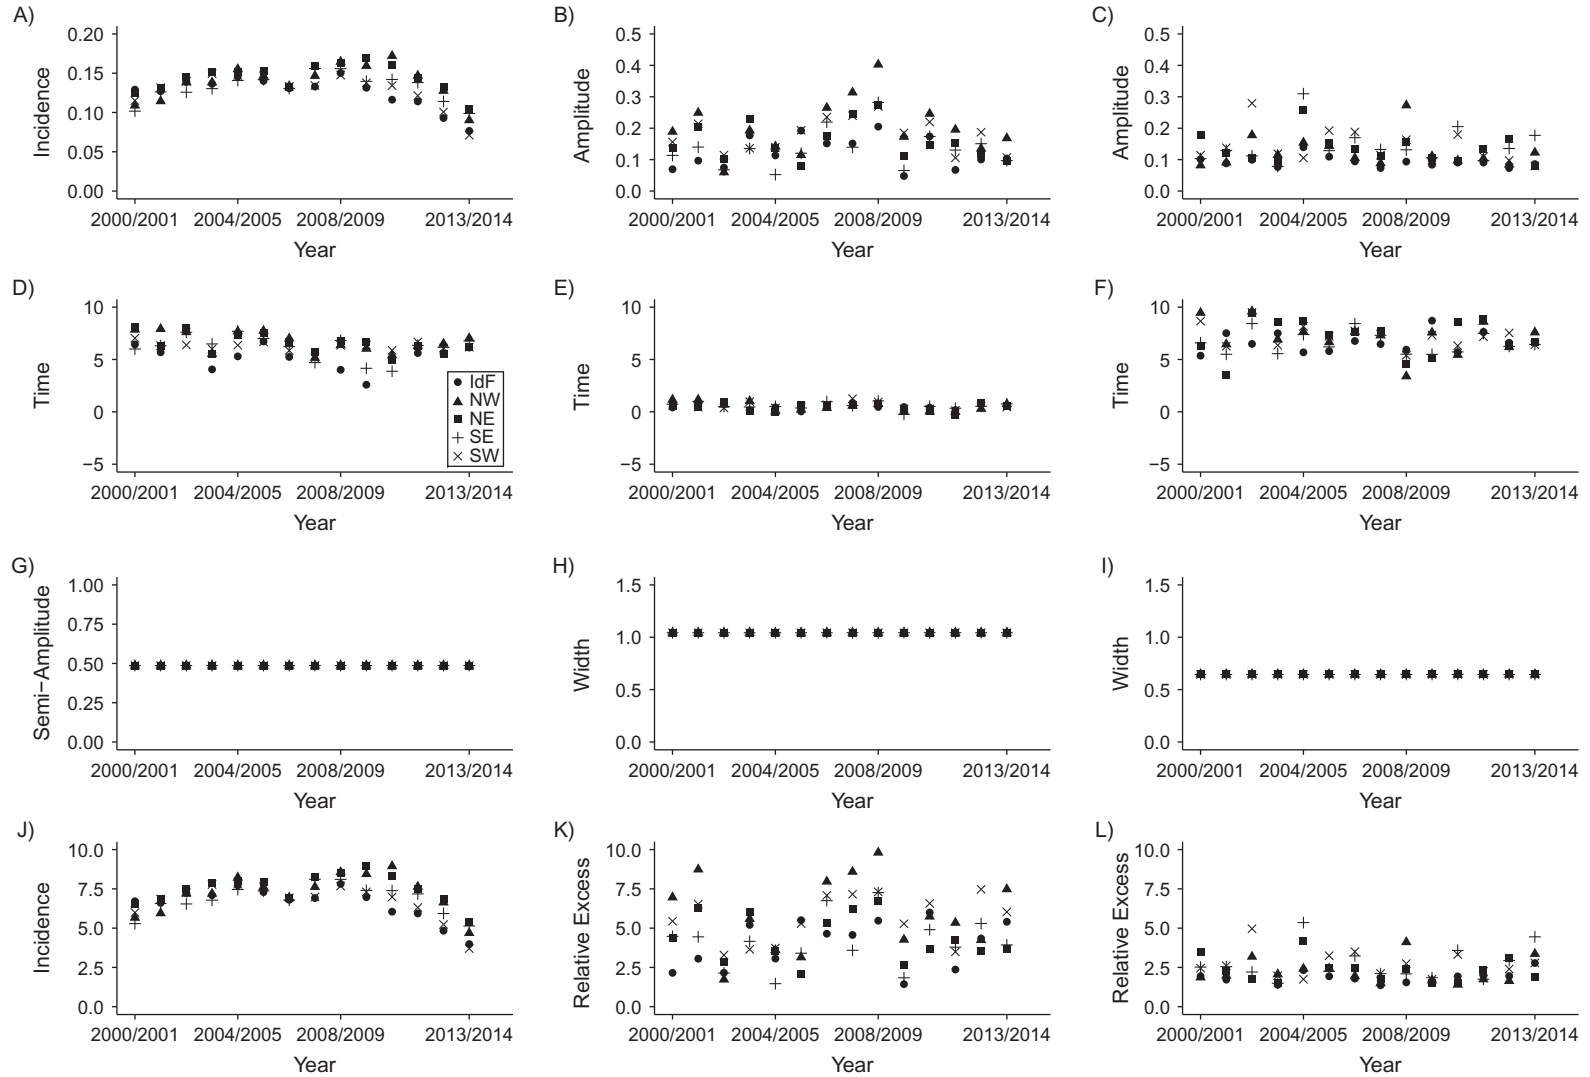 A)
Incidence
0.20
0.15
0.10
0.05
0.00
2000/2001 2004/2005 2008/2009 2013/2014
Year
B)
Amplitude
0.5
0.4
0.3
0.2
0.1
0.0
2000/2001 2004/2005 2008/2009 2013/2014
Year
C)
Amplitude
0.5
0.4
0.3
0.2
0.1
0.0
2000/2001 2004/2005 2008/2009 2013/2014
Year
D)
Time
10
5
0
−5
IdF
NW
NE
SE
SW
2000/2001 2004/2005 2008/2009 2013/2014
Year
E)
Time
10
5
0
−5
2000/2001 2004/2005 2008/2009 2013/2014
Year
F)
Time
10
5
0
−5
2000/2001 2004/2005 2008/2009 2013/2014
Year
G)
Semi−Amplitude
1.00
0.75
0.50
0.25
0.00
2000/2001 2004/2005 2008/2009 2013/2014
Year
H)
Width
1.5
1.0
0.5
0.0
2000/2001 2004/2005 2008/2009 2013/2014
Year
I)
Width
1.5
1.0
0.5
0.0
2000/2001 2004/2005 2008/2009 2013/2014
Year
J)
Incidence
10.0
7.5
5.0
2.5
0.0
2000/2001 2004/2005 2008/2009 2013/2014
Year
K)
Relative Excess
10.0
7.5
5.0
2.5
0.0
2000/2001 2004/2005 2008/2009 2013/2014
Year
L)
Relative Excess
10.0
7.5
5.0
2.5
0.0
2000/2001 2004/2005 2008/2009 2013/2014
Year